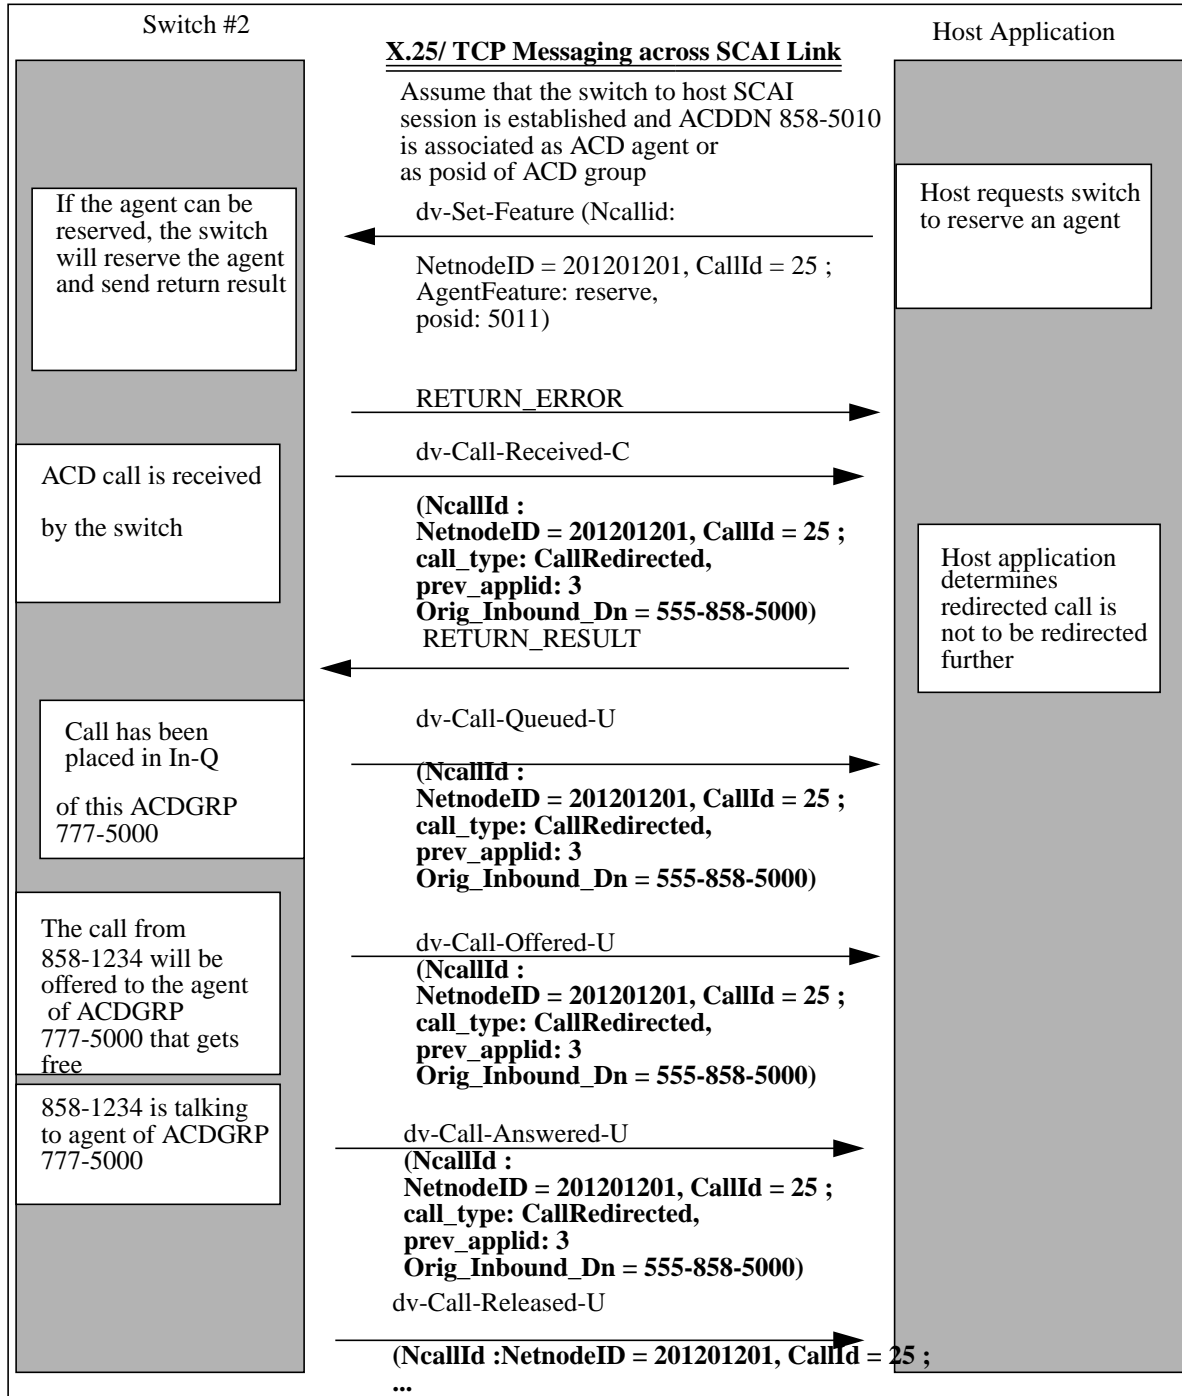 Switch #2
Host Application
X.25/ TCP Messaging across SCAI Link
Assume that the switch to host SCAI
session is established and ACDDN 858-5010
is associated as ACD agent or
as posid of ACD group
Host requests switch
to reserve an agent
If the agent can be
reserved, the switch
will reserve the agent
and send return result
dv-Set-Feature (Ncallid:
NetnodeID = 201201201, CallId = 25 ;
AgentFeature: reserve,
posid: 5011)
RETURN_ERROR
dv-Call-Received-C
ACD call is received
by the switch
(NcallId :
NetnodeID = 201201201, CallId = 25 ;
call_type: CallRedirected,
prev_applid: 3
Orig_Inbound_Dn = 555-858-5000)
Host application
determines
redirected call is
not to be redirected
further
RETURN_RESULT
dv-Call-Queued-U
Call has been
placed in In-Q
of this ACDGRP
777-5000
(NcallId :
NetnodeID = 201201201, CallId = 25 ;
call_type: CallRedirected,
prev_applid: 3
Orig_Inbound_Dn = 555-858-5000)
The call from
858-1234 will be
offered to the agent
of ACDGRP
777-5000 that gets
free
dv-Call-Offered-U
(NcallId :
NetnodeID = 201201201, CallId = 25 ;
call_type: CallRedirected,
prev_applid: 3
Orig_Inbound_Dn = 555-858-5000)
858-1234 is talking
to agent of ACDGRP
777-5000
dv-Call-Answered-U
(NcallId :
NetnodeID = 201201201, CallId = 25 ;
call_type: CallRedirected,
prev_applid: 3
Orig_Inbound_Dn = 555-858-5000)
dv-Call-Released-U
(NcallId :NetnodeID = 201201201, CallId = 25 ;
...